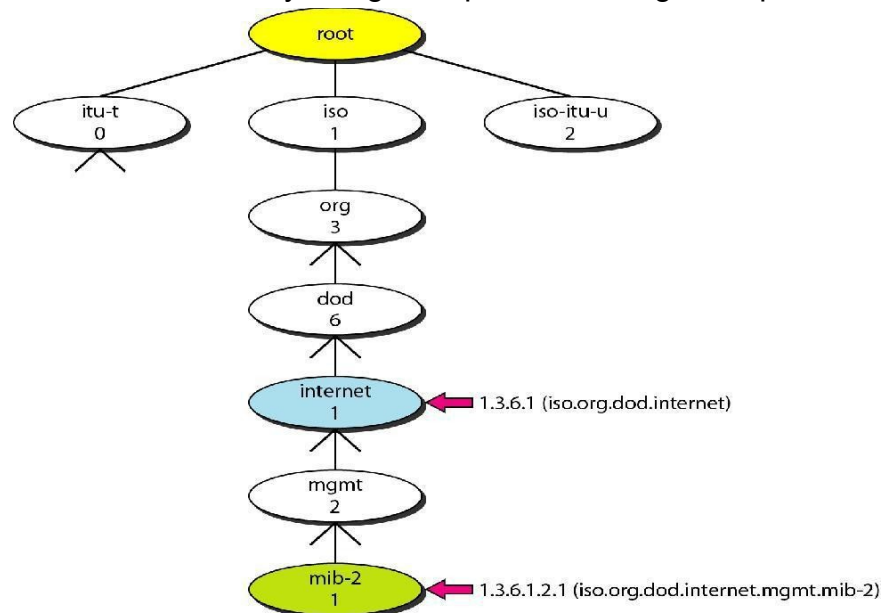 root
itu-t
0
iso
1
iso-itu-u
2
org
3
dod
6
internet
1
1.3.6.1 (iso.org.dod.internet)
mgmt
2
mib-2
1
1.3.6.1.2.1 (iso.org.dod.internet.mgmt.mib-2)